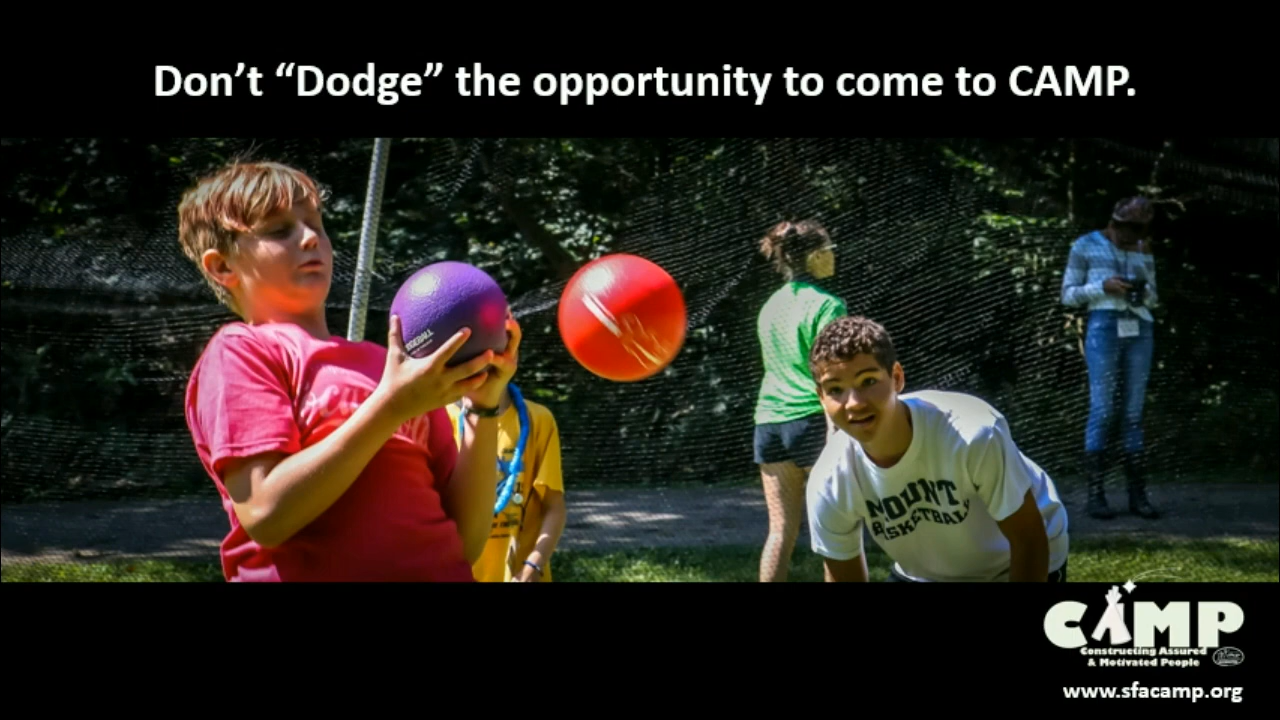 Don’t “Dodge” the opportunity to come to CAMP.
MOUNT
BASKETBALL
CAMP
Constructing Assured
& Motivated People
www.sfacamp.org